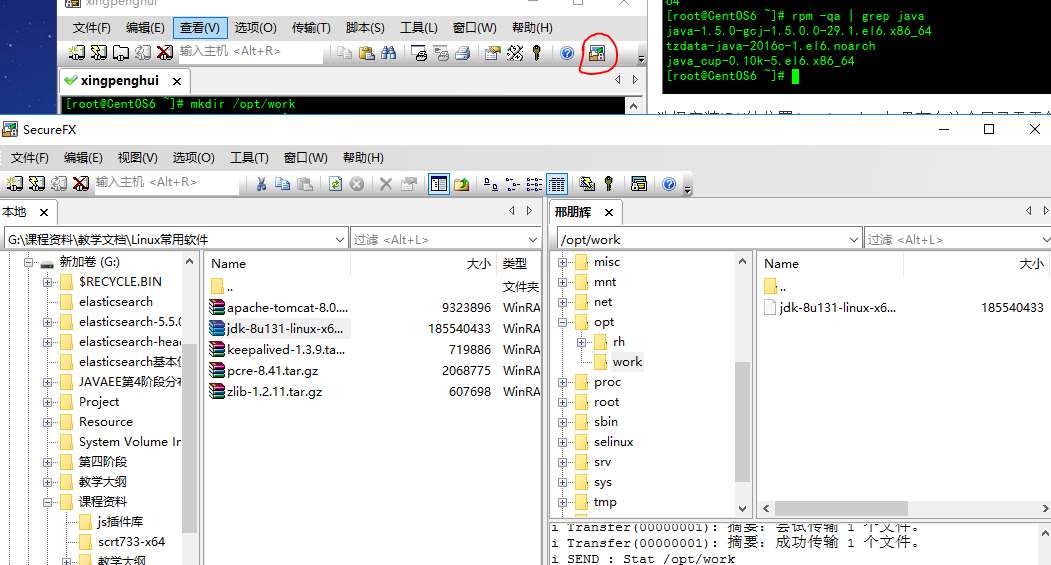 帮助(H)
文件(F) 编辑(E) 查看(V) 选项(O) 传输(T) 脚本(S) 工具(L) 窗口(W) 帮助(H)
输入主机 <Alt+R>
xingpenghui
[root@CentOS6 ~]# mkdir /opt/work
64
[root@CentOS6 ~]# rpm -qa | grep java
java-1.5.0-gcj-1.5.0.0-29.1.el6.x86_64
tzdata-java-2016c-1.el6.noarch
java_cup-0.10k-5.el6.x86_64
[root@CentOS6 ~]#
SecureFX
文件(F) 编辑(E) 视图(V) 选项(O) 工具(T) 窗口(W) 帮助(H)
输入主机 <Alt+R>
本地
G:\课程资料\教学文档\Linux常用软件 过滤 <Alt+L>
新加卷 (G:)
$RECYCLE.BIN
elasticsearch
elasticsearch-5.5.0
elasticsearch-head
elasticsearch基本
JAVAEE第4阶段分
Project
Resource
System Volume In
第四阶段
教学大纲
课程资料
js插件库
scrt733-x64
教学大纲
Name 大小 类型
.. 文件夹
apache-tomcat-8.0.... 9323896 WinRA
jdk-8u131-linux-x6... 185540433 WinRA
keepalived-1.3.9.ta... 719886 WinRA
pcre-8.41.tar.gz 2068775 WinRA
zlib-1.2.11.tar.gz 607698 WinRA
邢朋辉
/opt/work 过滤 <Alt+L>
misc
mnt
net
opt
rh
work
proc
root
sbin
selinux
srv
sys
tmp
Name 大小
..
jdk-8u131-linux-x6... 185540433
i Transfer(00000001): 摘要: 尝试传输 1 个文件。
i Transfer(00000001): 摘要: 成功传输 1 个文件。
i SEND : Stat /opt/work